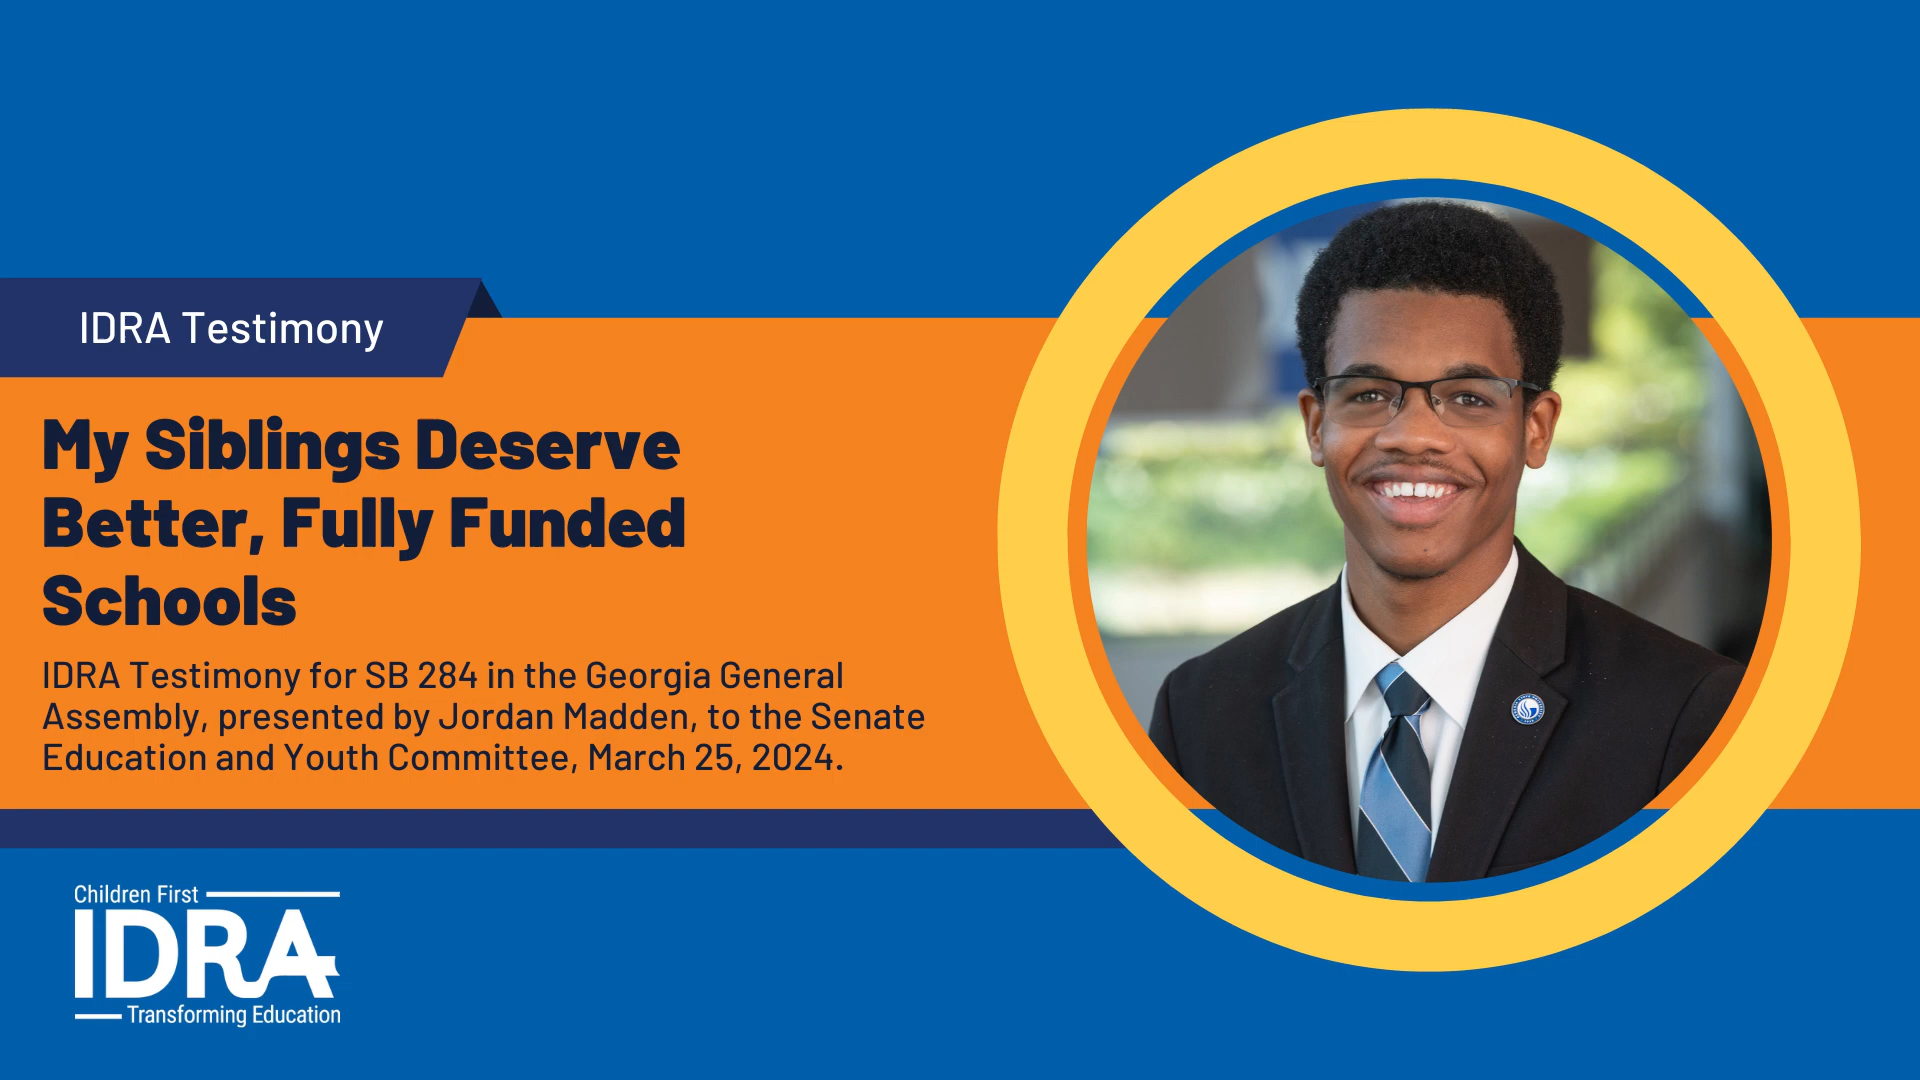 IDRA Testimony
My Siblings Deserve
Better, Fully Funded
Schools
IDRA Testimony for SB 284 in the Georgia General
Assembly, presented by Jordan Madden, to the Senate
Education and Youth Committee, March 25, 2024.
Children First
IDRA
Transforming Education